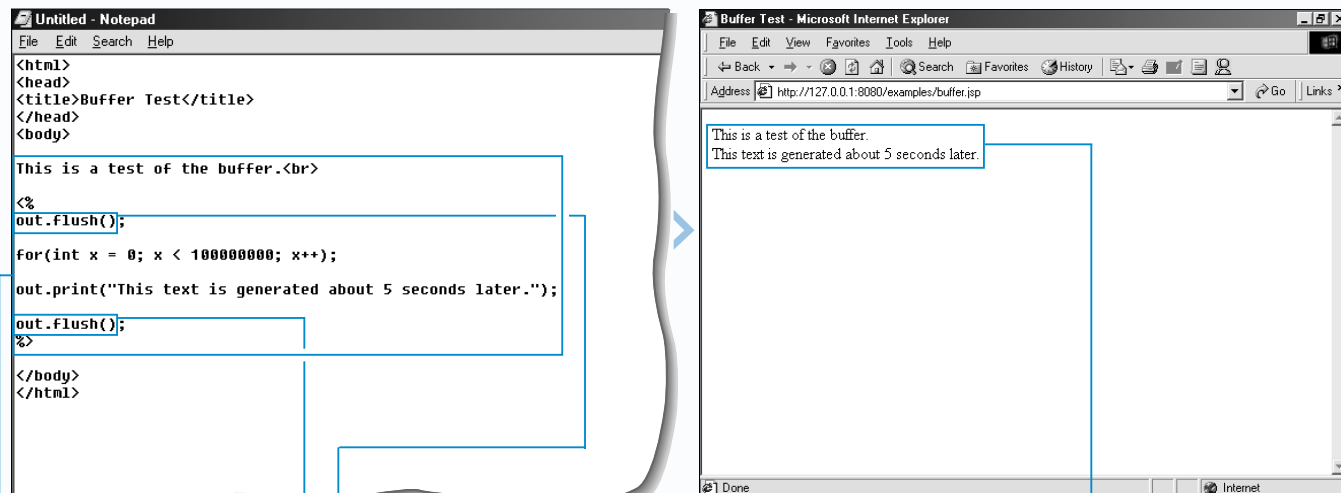 Untitled - Notepad
File Edit Search Help
<html>
<head>
<title>Buffer Test</title>
</head>
<body>
This is a test of the buffer.<br>
<%
out.flush();
for(int x = 0; x < 100000000; x++);
out.print("This text is generated about 5 seconds later.");
out.flush();
%>
</body>
</html>
Buffer Test - Microsoft Internet Explorer
File Edit View Favorites Tools Help
Back Search Favorites History
Address http://127.0.0.1:8080/examples/buffer.jsp Go Links
This is a test of the buffer.
This text is generated about 5 seconds later.
Done Internet